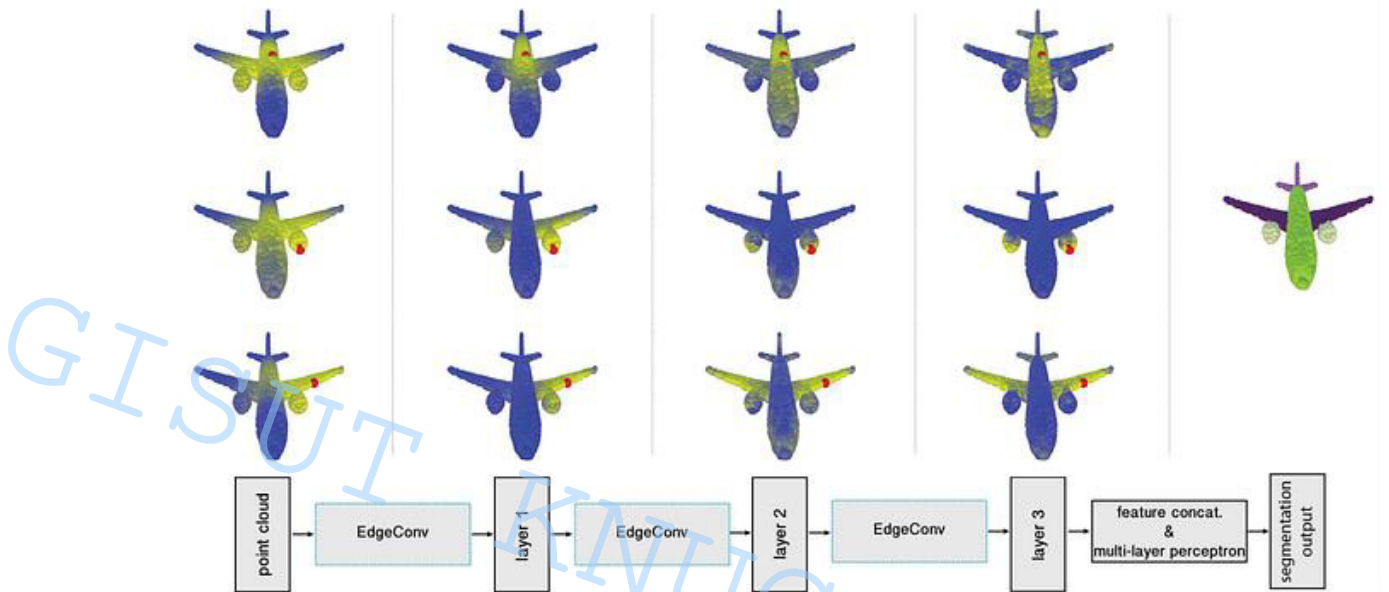 point cloud
EdgeConv
layer 1
EdgeConv
layer 2
EdgeConv
layer 3
feature concat.
&
multi-layer perceptron
segmentation
output
GISUT KNUC